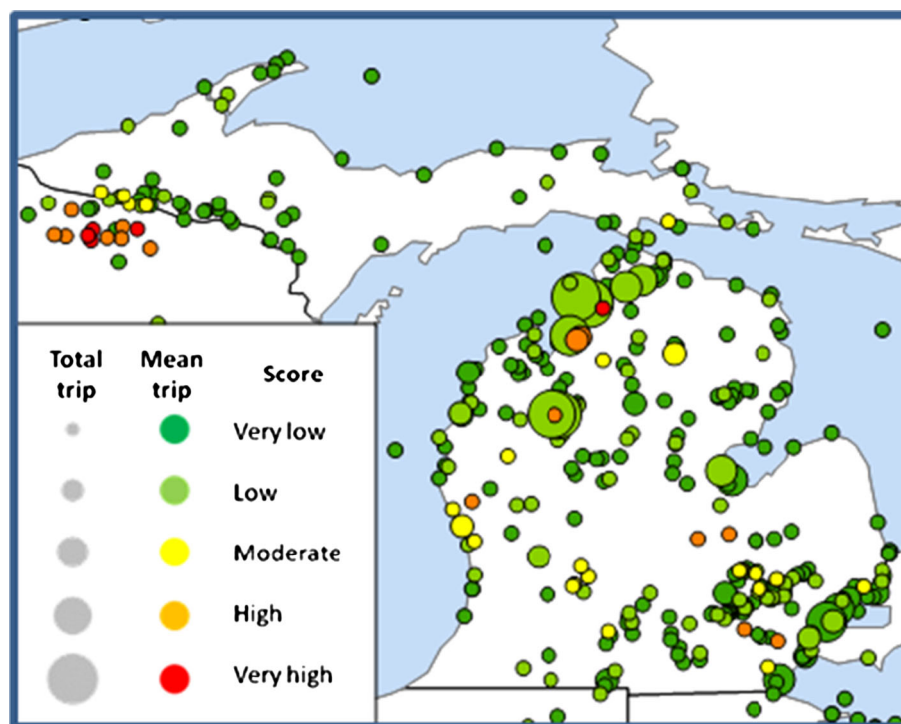 Total trip
Mean trip
Score
Very low
Low
Moderate
High
Very high